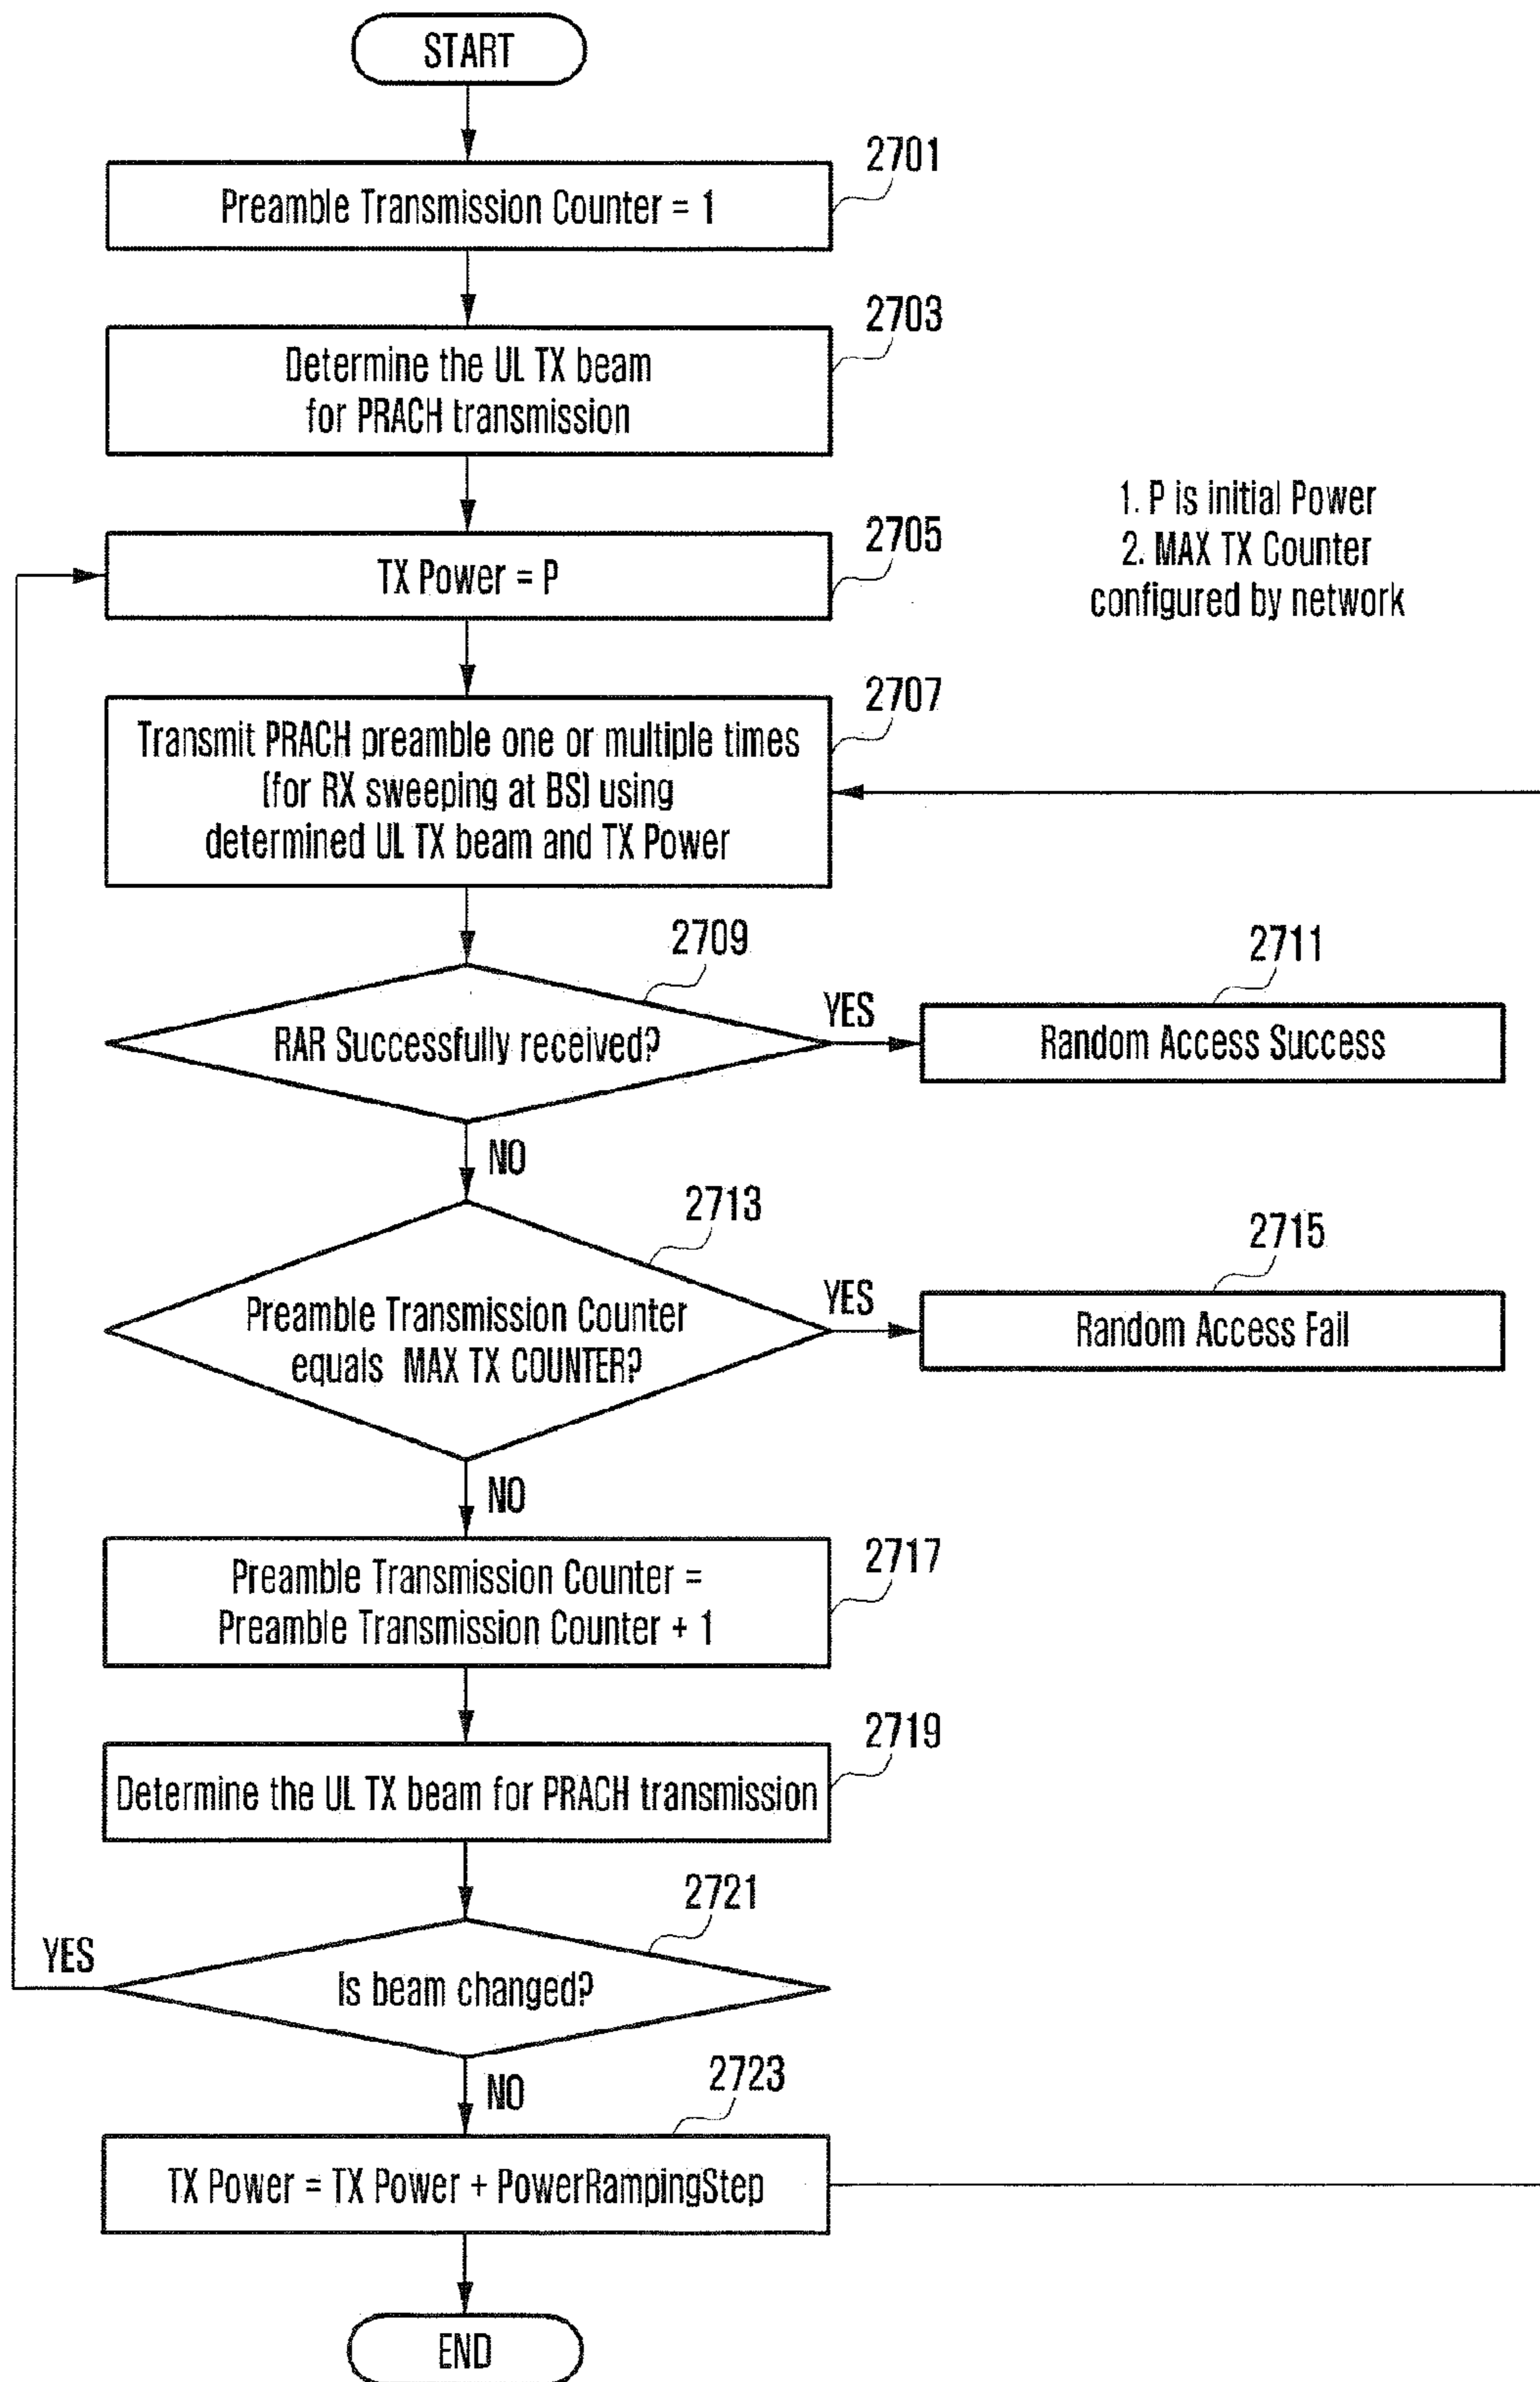 START
2701
Preamble Transmission Counter = 1
2703
Determine the UL TX beam
for PRACH transmission
2705
TX Power = P
1. P is initial Power
2. MAX TX Counter
configured by network
2707
Transmit PRACH preamble one or multiple times
(for RX sweeping at BS) using
determined UL TX beam and TX Power
2709
RAR Successfully received?
YES
2711
Random Access Success
NO
2713
Preamble Transmission Counter
equals MAX TX COUNTER?
YES
2715
Random Access Fail
NO
2717
Preamble Transmission Counter =
Preamble Transmission Counter + 1
2719
Determine the UL TX beam for PRACH transmission
2721
YES
Is beam changed?
NO
2723
TX Power = TX Power + PowerRampingStep
END